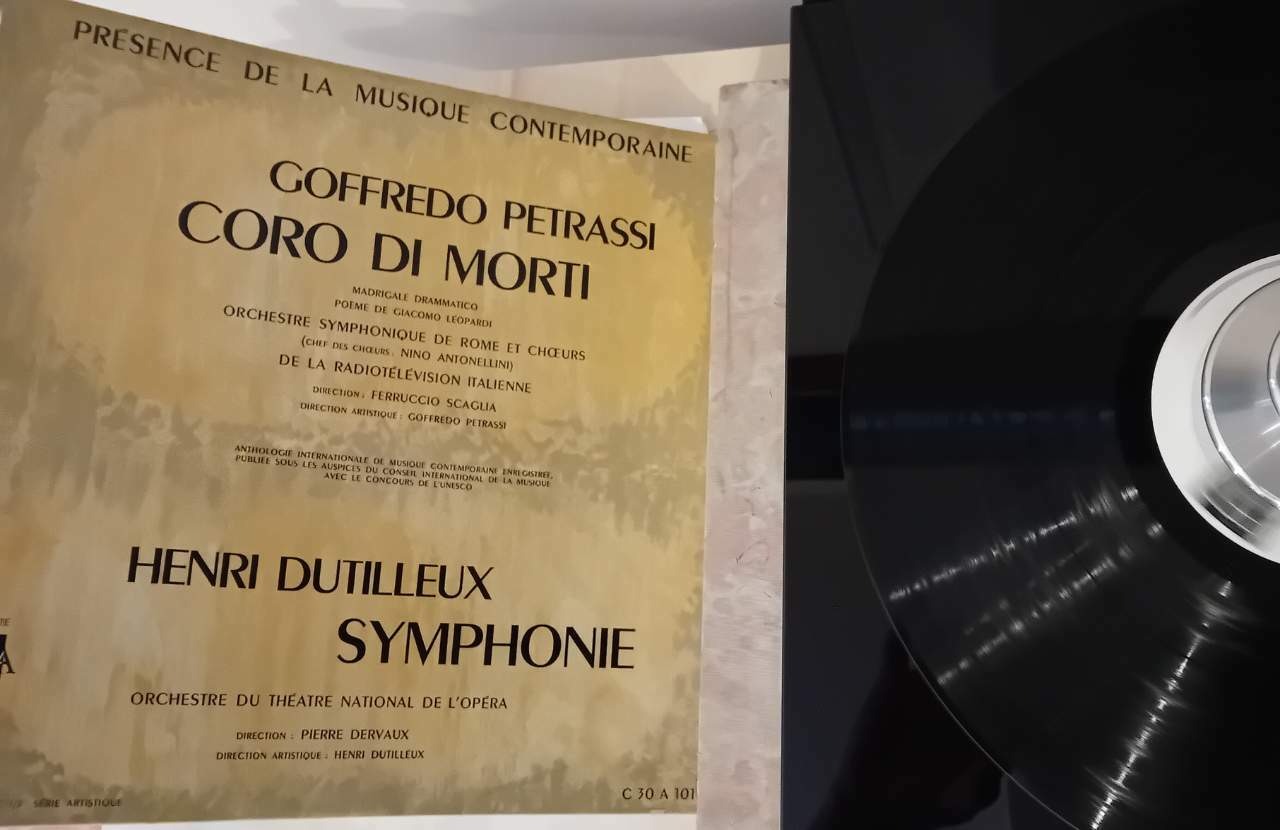 PRÉSENCE DE LA MUSIQUE CONTEMPORAINE
GOFFREDO PETRASSI
CORO DI MORTI
MADRIGALE DRAMMATICO
POÈME DE GIACOMO LEOPARDI
ORCHESTRE SYMPHONIQUE DE ROME ET CHŒURS
(CHEF DES CHŒURS : NINO ANTONELLINI)
DE LA RADIOTÉLÉVISION ITALIENNE
DIRECTION : FERRUCCIO SCAGLIA
DIRECTION ARTISTIQUE : GOFFREDO PETRASSI
ANTHOLOGIE INTERNATIONALE DE MUSIQUE CONTEMPORAINE ENREGISTRÉE,
PUBLIÉE SOUS LES AUSPICES DU CONSEIL INTERNATIONAL DE LA MUSIQUE
AVEC LE CONCOURS DE L'UNESCO
HENRI DUTILLEUX
SYMPHONIE
ORCHESTRE DU THÉATRE NATIONAL DE L'OPÉRA
DIRECTION : PIERRE DERVAUX
DIRECTION ARTISTIQUE : HENRI DUTILLEUX
SÉRIE ARTISTIQUE
C 30 A 101